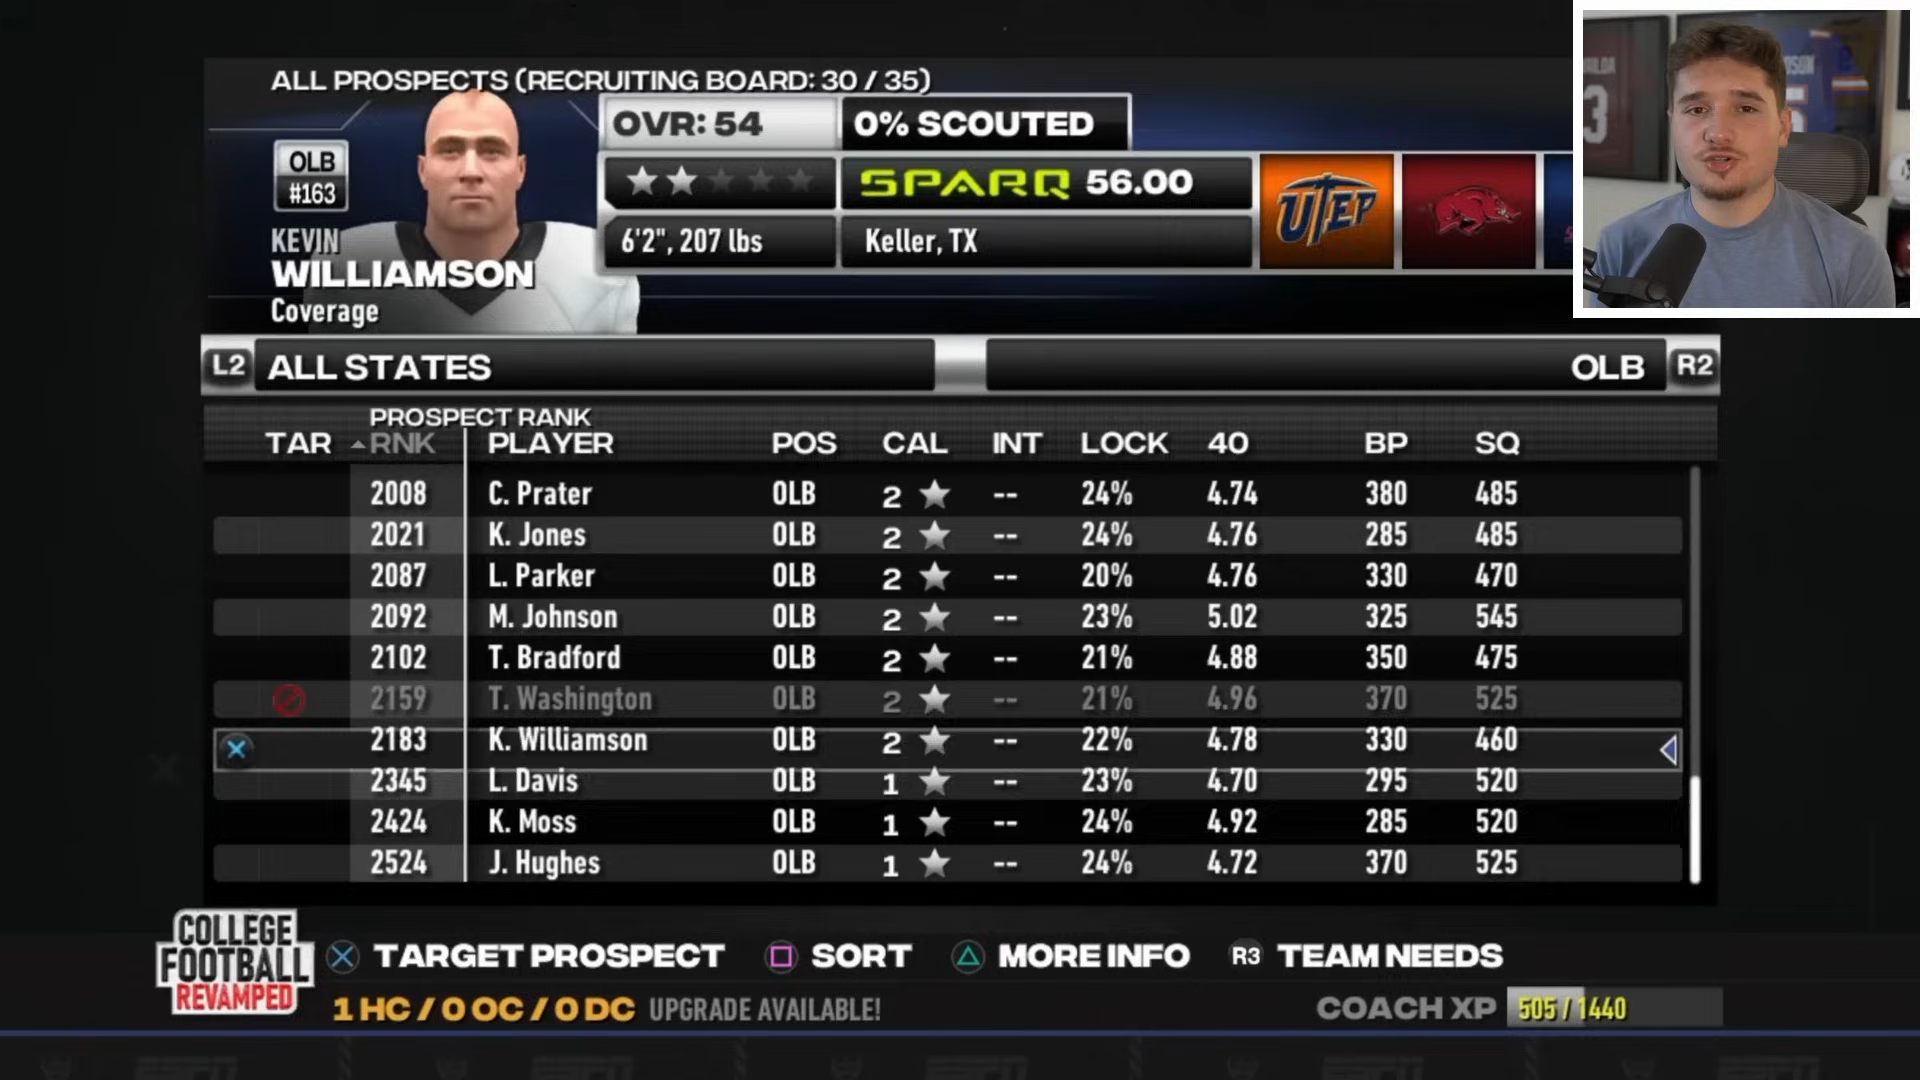 ALL PROSPECTS (RECRUITING BOARD: 30 / 35)
OVR: 54 0% SCOUTED
OLB
#163
SPARQ 56.00
UTEP
KEVIN
WILLIAMSON
Coverage
6'2", 207 lbs Keller, TX
L2 ALL STATES OLB R2
PROSPECT RANK
TAR RNK PLAYER POS CAL INT LOCK 40 BP SQ
2008 C. Prater OLB 2 -- 24% 4.74 380 485
2021 K. Jones OLB 2 -- 24% 4.76 285 485
2087 L. Parker OLB 2 -- 20% 4.76 330 470
2092 M. Johnson OLB 2 -- 23% 5.02 325 545
2102 T. Bradford OLB 2 -- 21% 4.88 350 475
2159 T. Washington OLB 2 -- 21% 4.96 370 525
2183 K. Williamson OLB 2 -- 22% 4.78 330 460
2345 L. Davis OLB 1 -- 23% 4.70 295 520
2424 K. Moss OLB 1 -- 24% 4.92 285 520
2524 J. Hughes OLB 1 -- 24% 4.72 370 525
COLLEGE
FOOTBALL
REVAMPED
TARGET PROSPECT SORT MORE INFO R3 TEAM NEEDS
1 HC / 0 OC / 0 DC UPGRADE AVAILABLE! COACH XP 505 / 1440